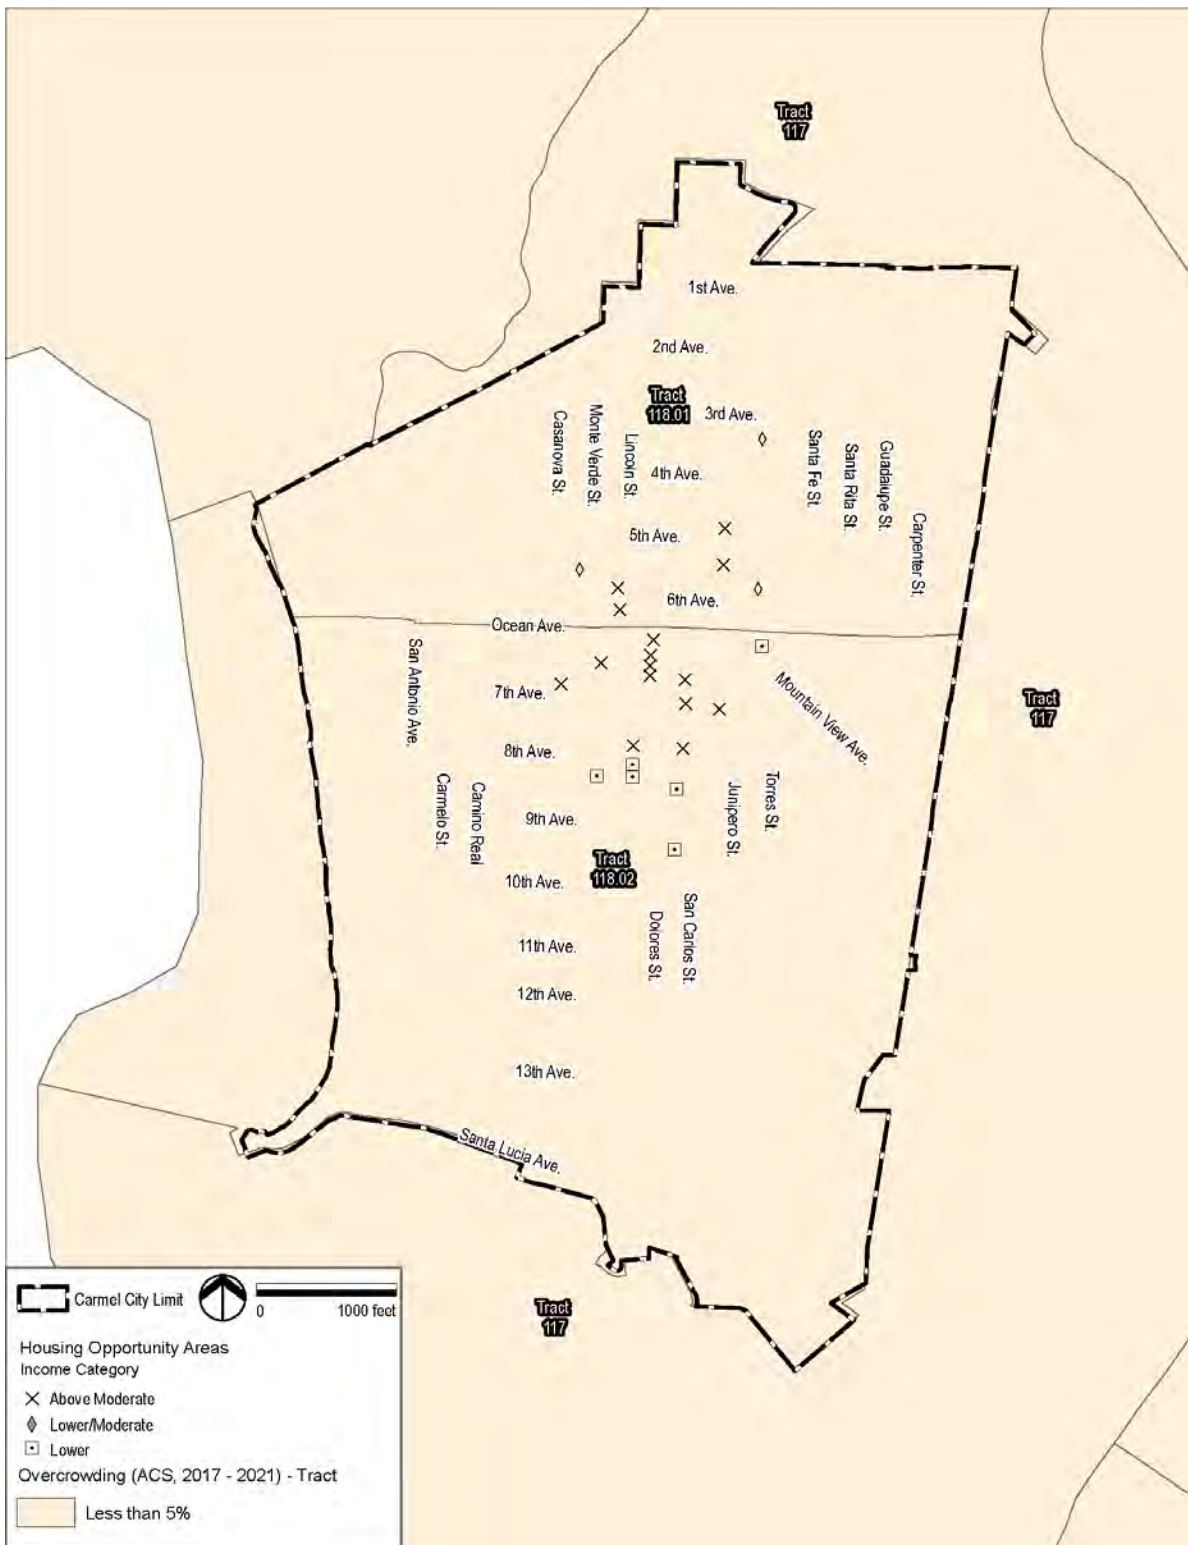 Tract
117
1st Ave.
2nd Ave.
Tract
118.01
3rd Ave.
Casanova St.
Monte Verde St.
Lincoln St.
4th Ave.
Santa Fe St.
Santa Rita St.
Guadalupe St.
Carpenter St.
5th Ave.
6th Ave.
Ocean Ave.
San Antonio Ave.
7th Ave.
Mountain View Ave.
Tract
117
8th Ave.
Carmelo St.
Camino Real
Junipero St.
Torres St.
9th Ave.
Tract
118.02
10th Ave.
Dolores St.
San Carlos St.
11th Ave.
12th Ave.
13th Ave.
Santa Lucia Ave.
Tract
117
Carmel City Limit
0 1000 feet
Housing Opportunity Areas
Income Category
Above Moderate
Lower/Moderate
Lower
Overcrowding (ACS, 2017 - 2021) - Tract
Less than 5%